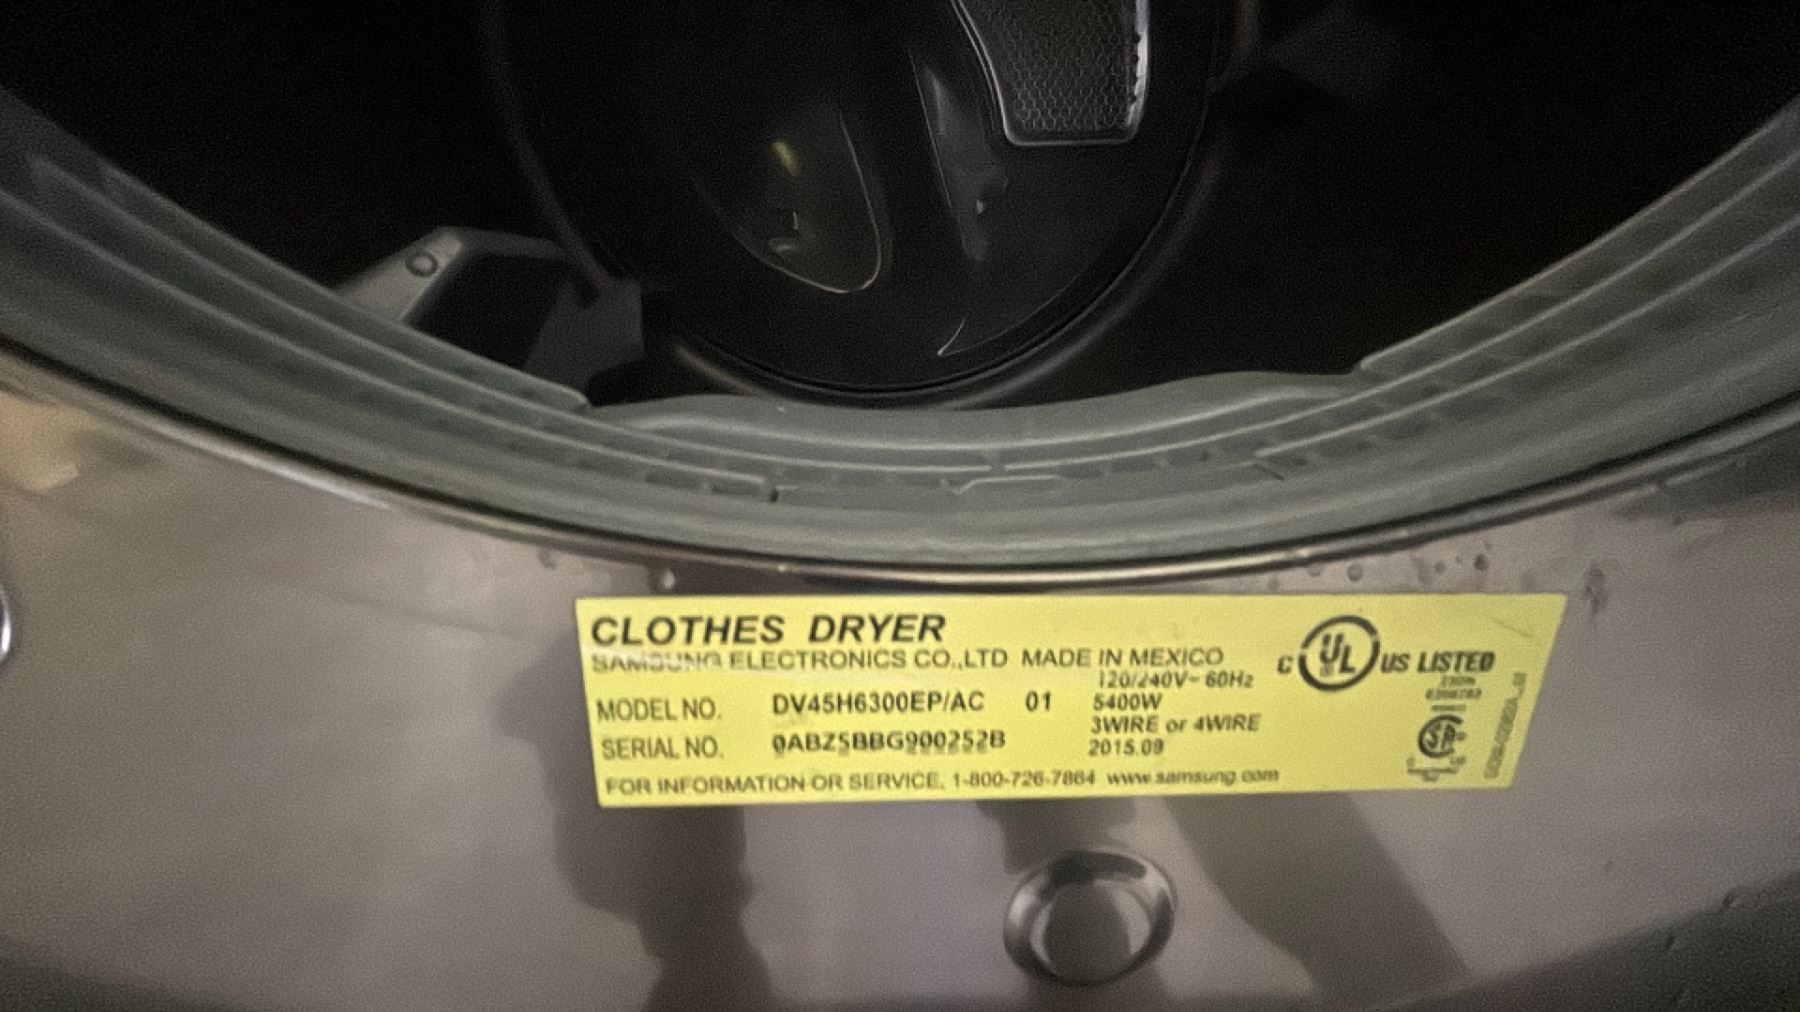 CLOTHES DRYER
SAMSUNG ELECTRONICS CO.,LTD MADE IN MEXICO
120/240V~ 60Hz
MODEL NO. DV45H6300EP/AC 01 5400W
3WIRE or 4WIRE
SERIAL NO. 0ABZ5BBG900252B 2015.09
FOR INFORMATION OR SERVICE, 1-800-726-7864 www.samsung.com
C UL US LISTED